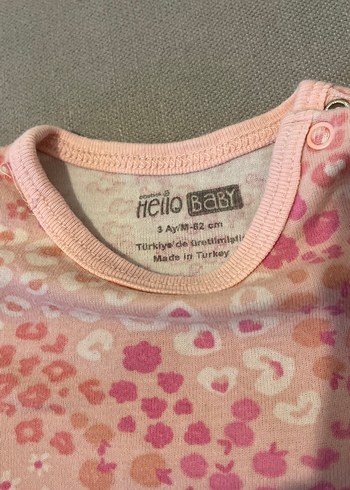 Hello BABY
3 Ay/M-62 cm
Türkiye'de üretilmiştir
Made in Turkey